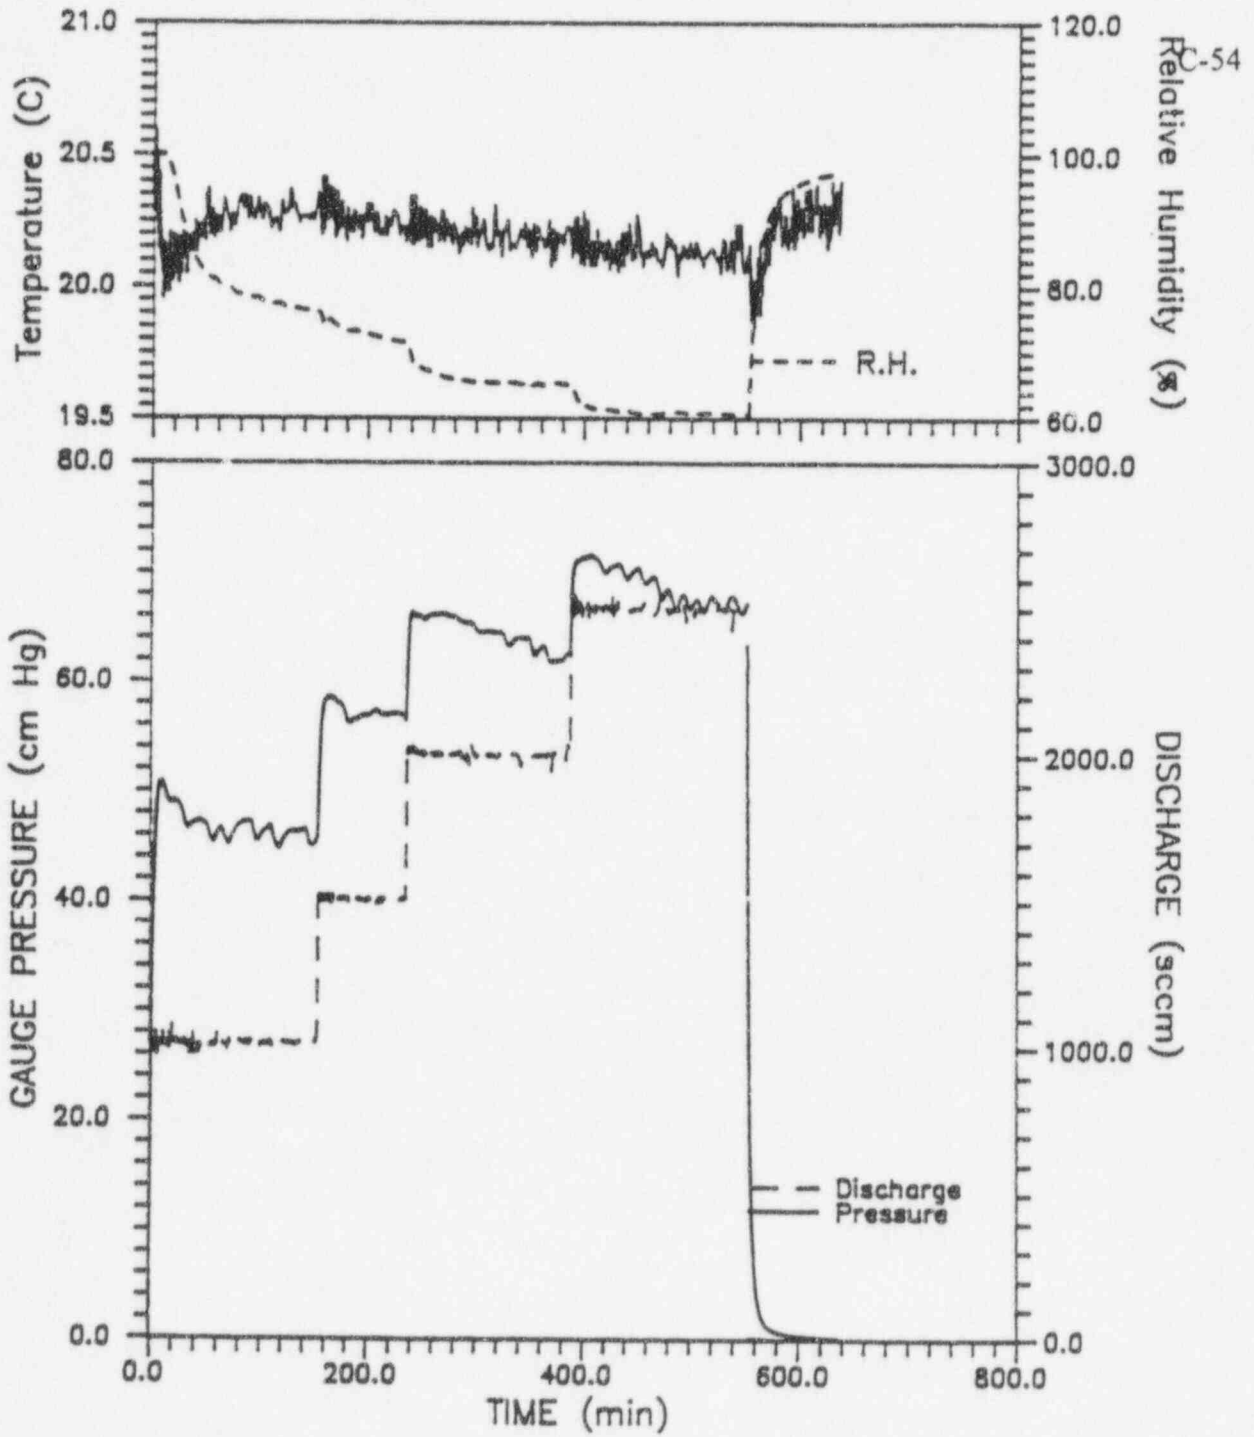 C-54
21.0
20.5
20.0
19.5
Temperature (C)
120.0
100.0
80.0
60.0
Relative Humidity (%)
R.H.
80.0
60.0
40.0
20.0
0.0
GAUGE PRESSURE (cm Hg)
3000.0
2000.0
1000.0
0.0
DISCHARGE (sccm)
Discharge
Pressure
0.0 200.0 400.0 600.0 800.0
TIME (min)